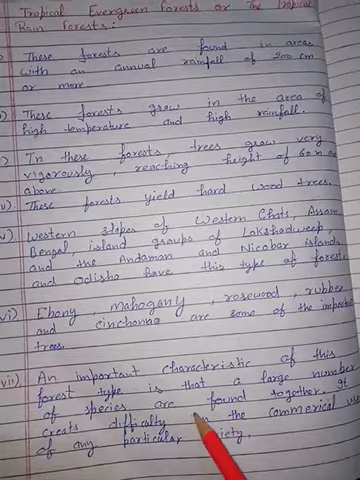 Tropical Evergreen Forests or The Tropical
Rain Forests:
These forests are found in areas
with an annual rainfall of 200 cm
or more.
These forests grow in the area of
high temperature and high rainfall.
In these forests, trees grow very
vigorously, reaching height of 60 m or
above
iv) These forests yield hard wood trees.
v) Western slopes of Western Ghats, Assam
Bengal, island groups of Lakshadweep,
and the Andaman and Nicobar islands
and Odisha have this type of forest.
vi) Ebony, mahogany, rosewood, rubber
and cinchonna are some of the important
trees.
vii) An important characteristic of this
forest type is that a large number
of species are found together. It
creats difficulty in the commerical use
of any particular